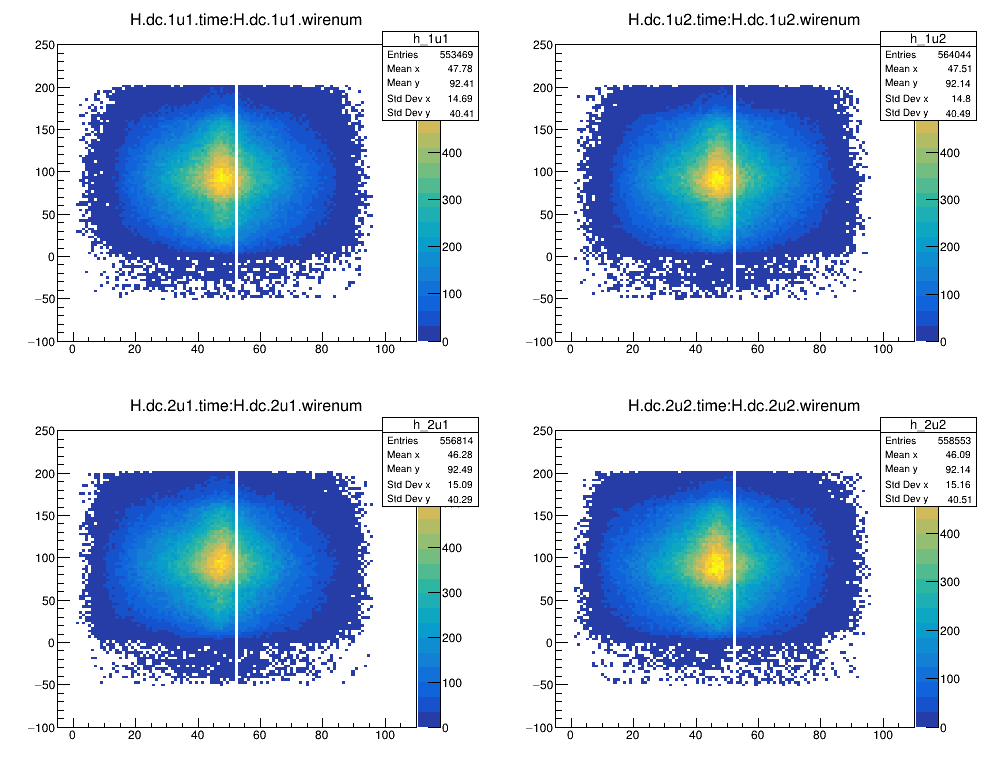 H.dc.1u1.time:H.dc.1u1.wirenum
h_1u1
Entries 553469
Mean x 47.78
Mean y 92.41
Std Dev x 14.69
Std Dev y 40.41
250
200
150
100
50
0
−50
−100
0 20 40 60 80 100
400
300
200
100
0
H.dc.1u2.time:H.dc.1u2.wirenum
h_1u2
Entries 564044
Mean x 47.51
Mean y 92.14
Std Dev x 14.8
Std Dev y 40.49
250
200
150
100
50
0
−50
−100
0 20 40 60 80 100
400
300
200
100
0
H.dc.2u1.time:H.dc.2u1.wirenum
h_2u1
Entries 556814
Mean x 46.28
Mean y 92.49
Std Dev x 15.09
Std Dev y 40.29
250
200
150
100
50
0
−50
−100
0 20 40 60 80 100
400
300
200
100
0
H.dc.2u2.time:H.dc.2u2.wirenum
h_2u2
Entries 558553
Mean x 46.09
Mean y 92.14
Std Dev x 15.16
Std Dev y 40.51
250
200
150
100
50
0
−50
−100
0 20 40 60 80 100
400
300
200
100
0